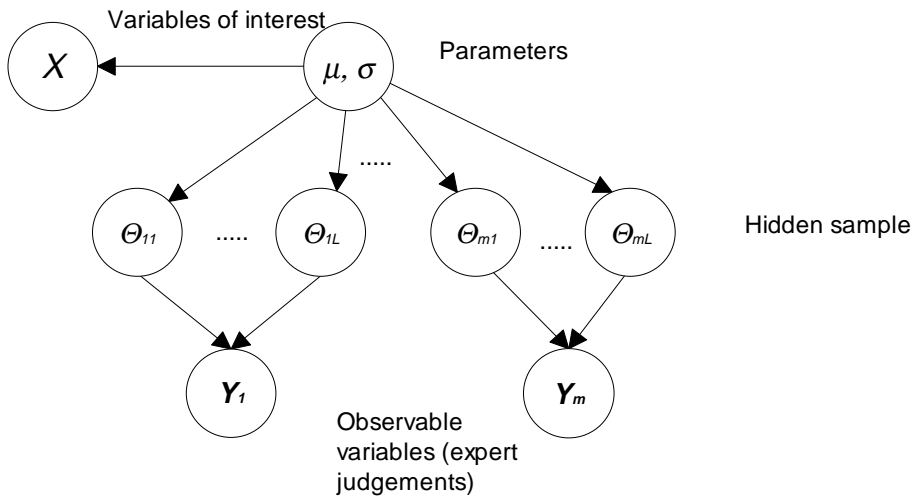 Variables of interest
Parameters
X
μ, σ
.....
Θ11
.....
Θ1L
Θm1
.....
ΘmL
Hidden sample
Y1
Ym
Observable
variables (expert
judgements)